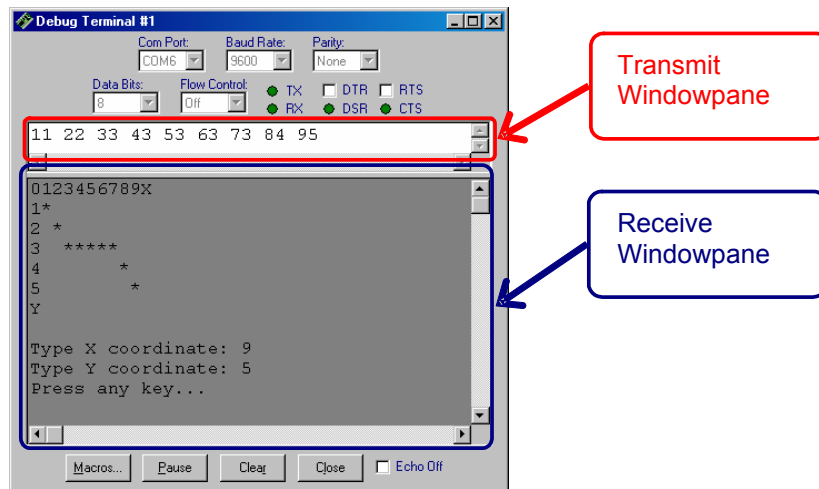 Debug Terminal #1
Com Port: Baud Rate: Parity:
COM6 9600 None
Data Bits: Flow Control: TX DTR RTS
8 Off RX DSR CTS
11 22 33 43 53 63 73 84 95
0123456789X
1*
2 *
3  *****
4       *
5        *
Y
Type X coordinate: 9
Type Y coordinate: 5
Press any key...
Macros... Pause Clear Close Echo Off
Transmit
Windowpane
Receive
Windowpane